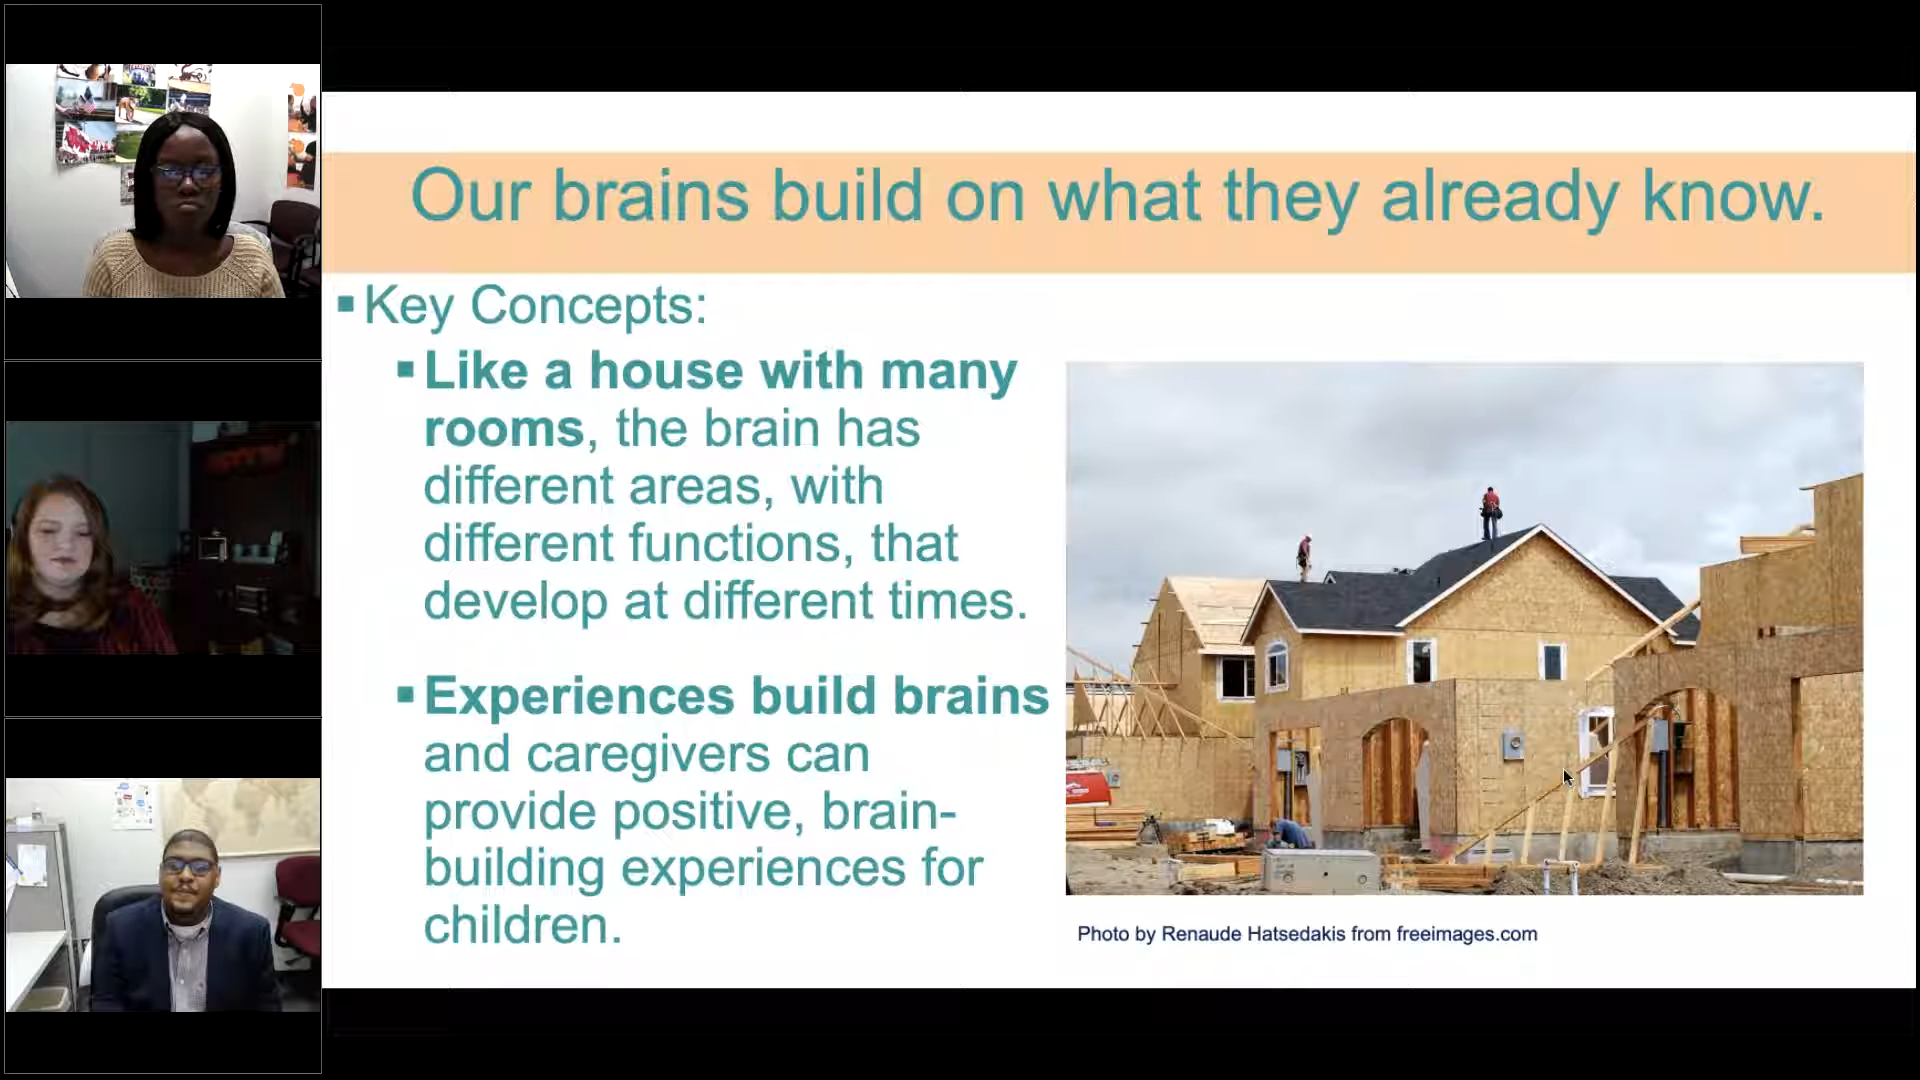 Our brains build on what they already know.
Key Concepts:
Like a house with many
rooms, the brain has
different areas, with
different functions, that
develop at different times.
Experiences build brains
and caregivers can
provide positive, brain-
building experiences for
children.
Photo by Renaude Hatsedakis from freeimages.com